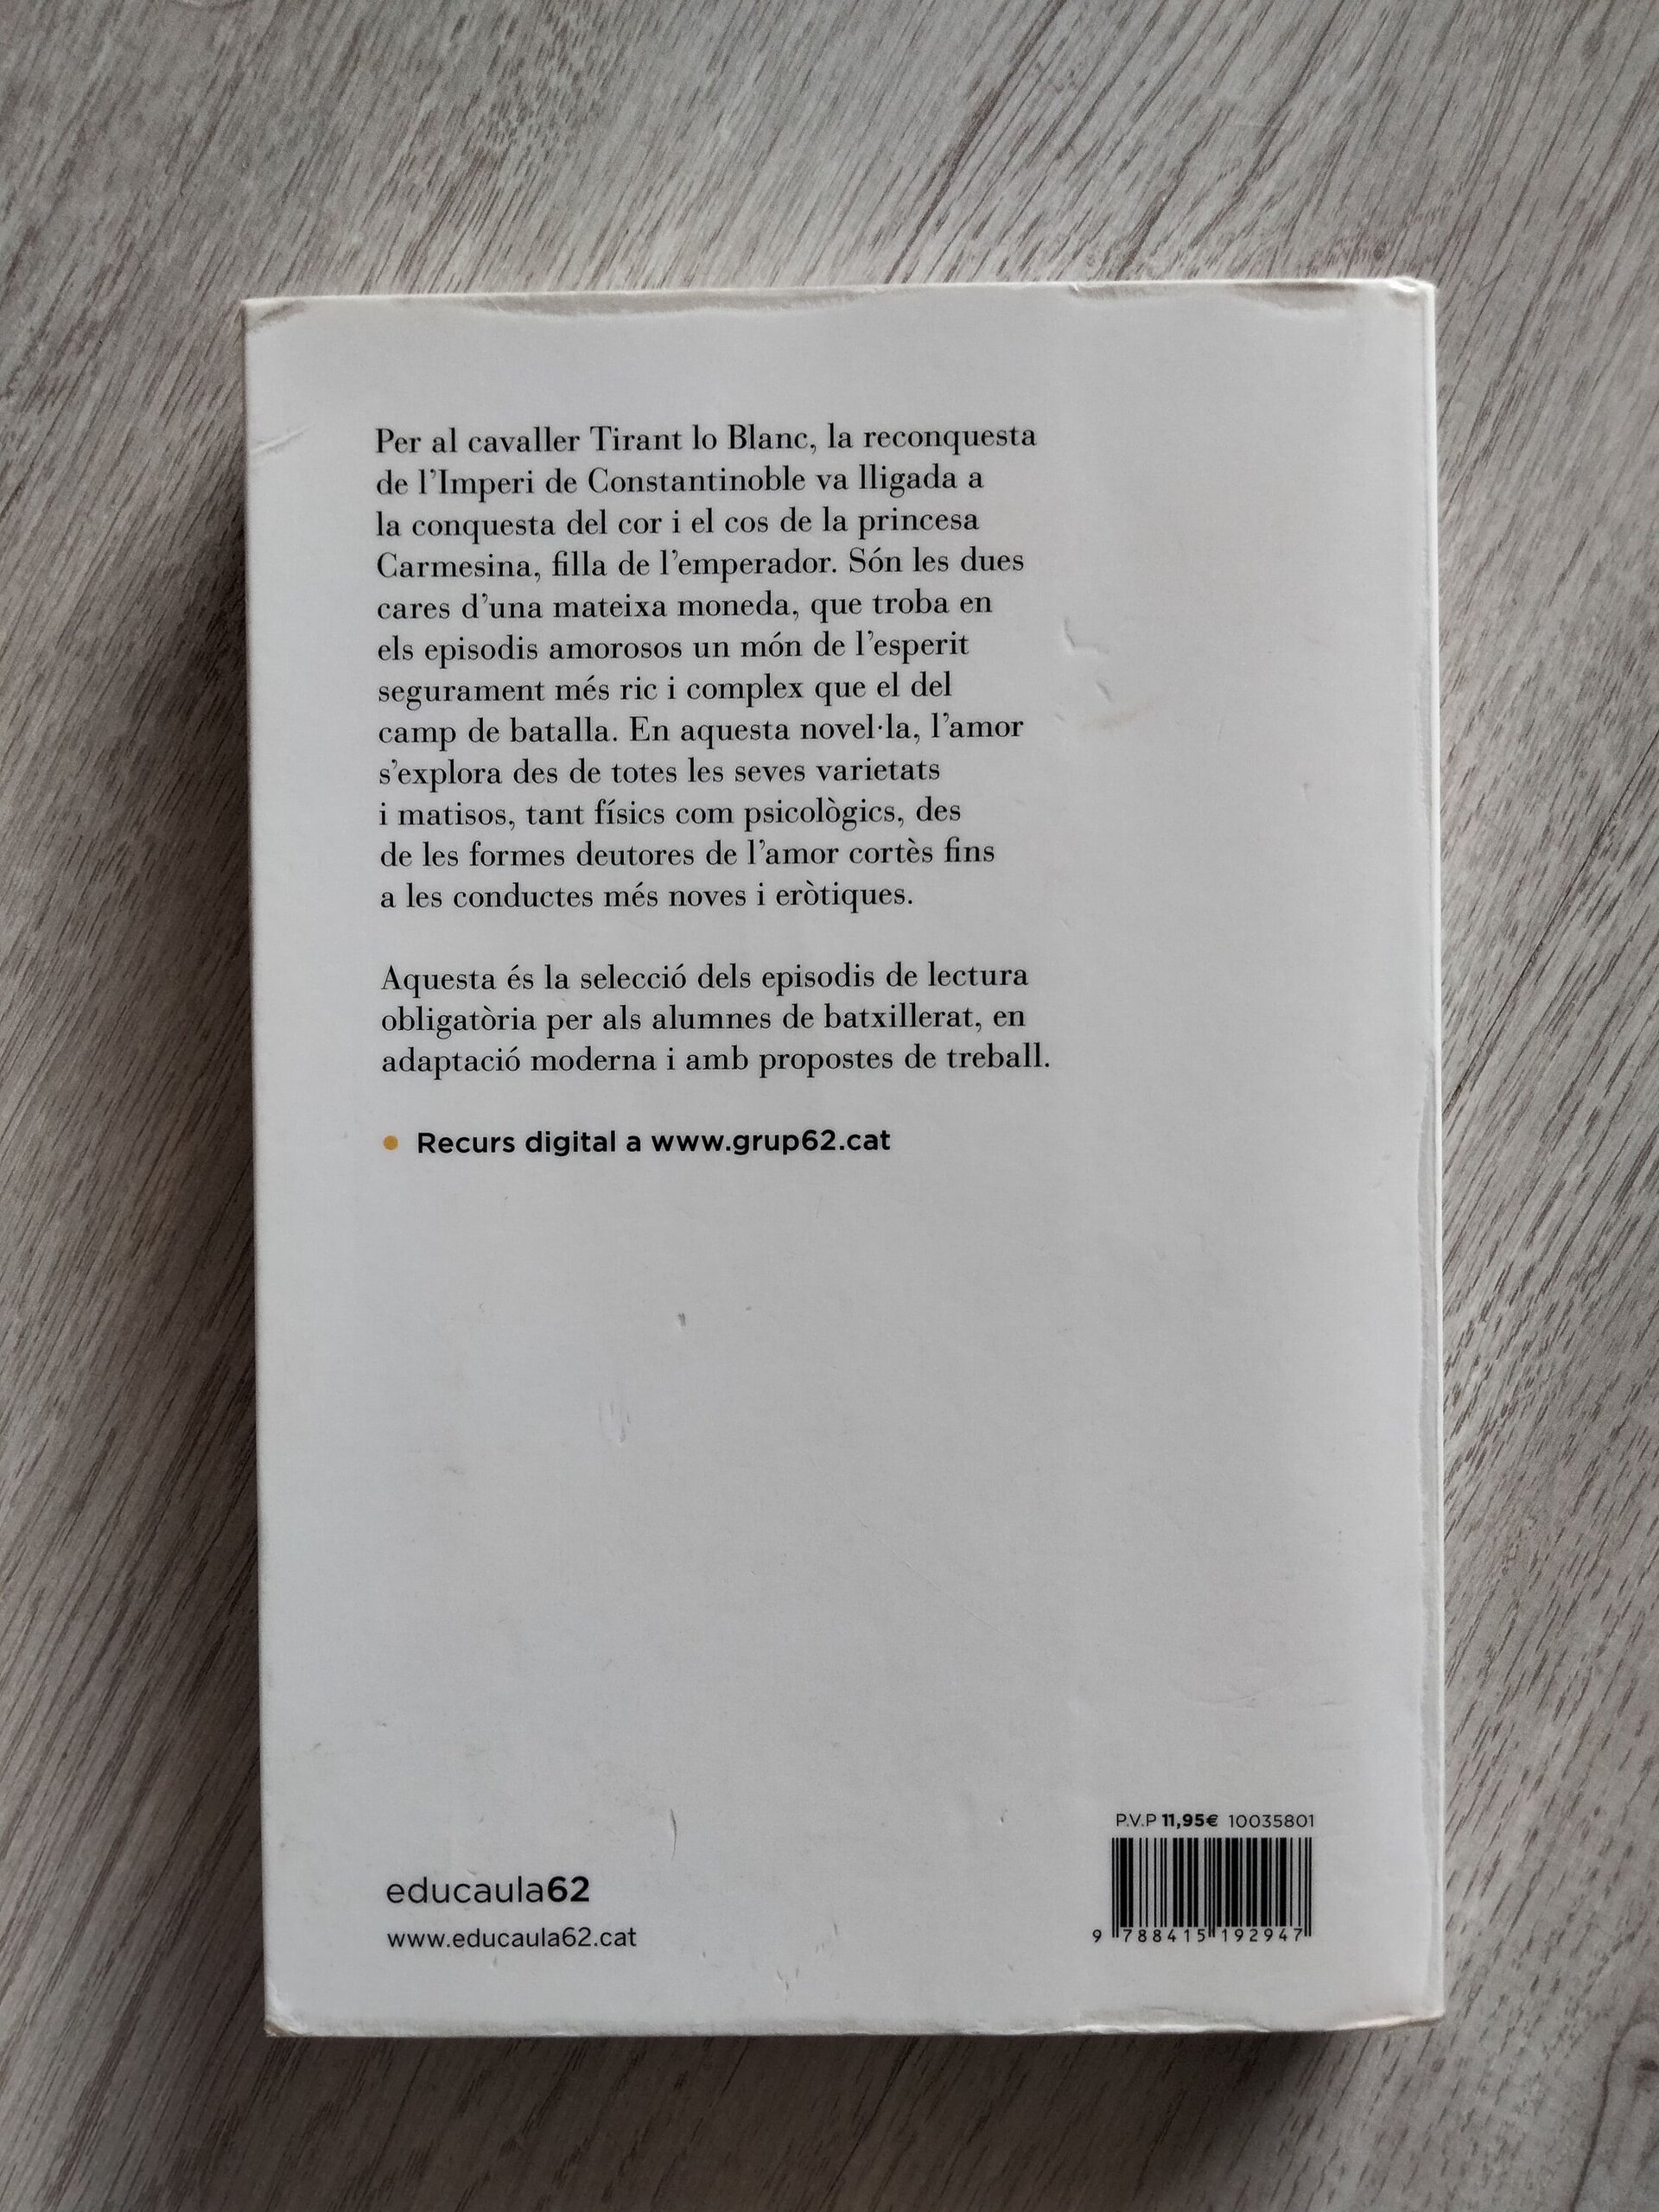 Per al cavaller Tirant lo Blanc, la reconquesta
de l’Imperi de Constantinoble va lligada a
la conquesta del cor i el cos de la princesa
Carmesina, filla de l’emperador. Són les dues
cares d’una mateixa moneda, que troba en
els episodis amorosos un món de l’esperit
segurament més ric i complex que el del
camp de batalla. En aquesta novel·la, l’amor
s’explora des de totes les seves varietats
i matisos, tant físics com psicològics, des
de les formes deutores de l’amor cortès fins
a les conductes més noves i eròtiques.
Aquesta és la selecció dels episodis de lectura
obligatòria per als alumnes de batxillerat, en
adaptació moderna i amb propostes de treball.
• Recurs digital a www.grup62.cat
educaula62
www.educaula62.cat
P.V.P 11,95€ 10035801
9 788415 192947